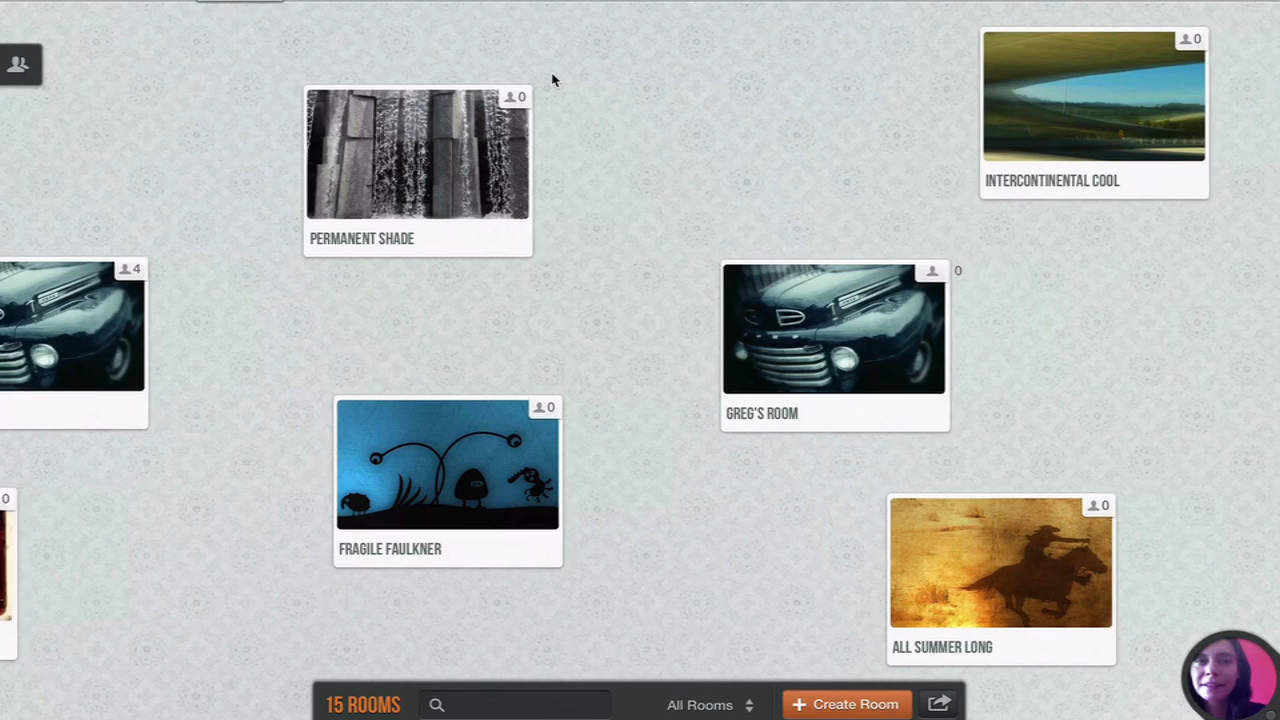 0
0
INTERCONTINENTAL COOL
PERMANENT SHADE
4
0
GREG'S ROOM
0
FRAGILE FAULKNER
0
0
ALL SUMMER LONG
15 ROOMS
All Rooms
+ Create Room